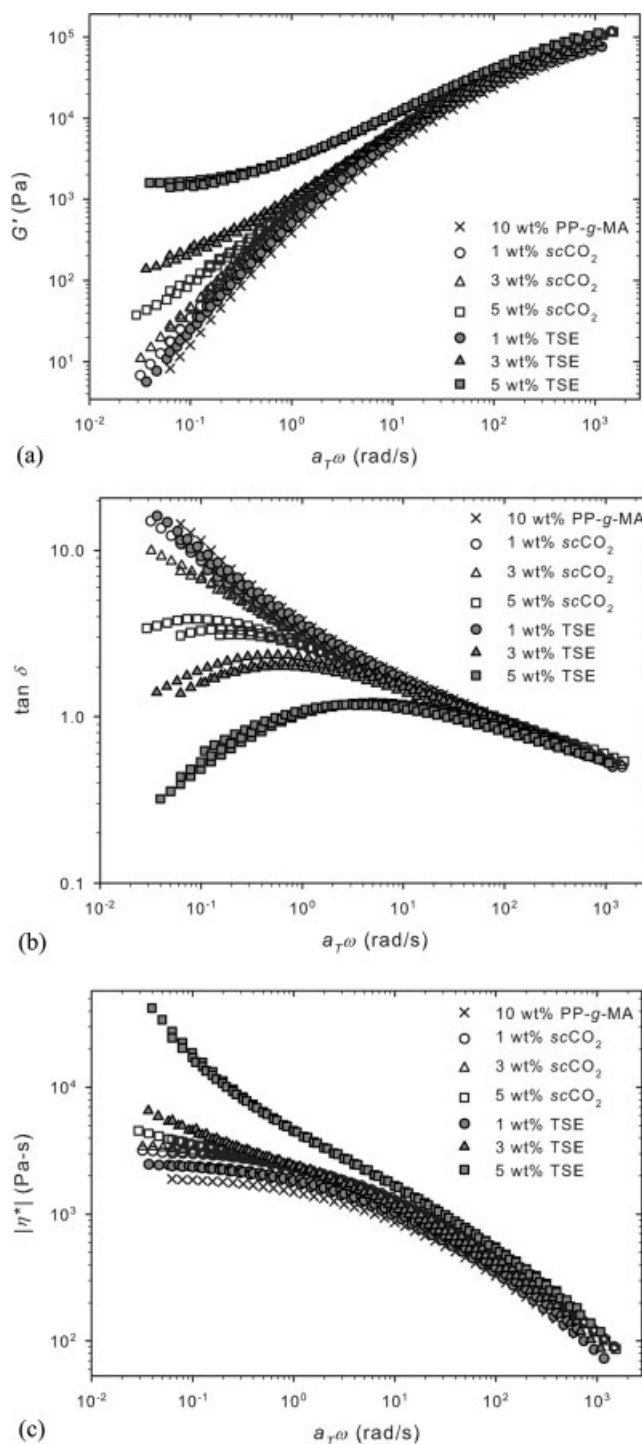 10⁵
10⁴
10³
10²
10¹
G' (Pa)
× 10 wt% PP-g-MA
1 wt% scCO₂
3 wt% scCO₂
5 wt% scCO₂
1 wt% TSE
3 wt% TSE
5 wt% TSE
10⁻² 10⁻¹ 10⁰ 10¹ 10² 10³
(a)
a_Tω (rad/s)
10.0
1.0
0.1
tan δ
× 10 wt% PP-g-MA
1 wt% scCO₂
3 wt% scCO₂
5 wt% scCO₂
1 wt% TSE
3 wt% TSE
5 wt% TSE
10⁻² 10⁻¹ 10⁰ 10¹ 10² 10³
(b)
a_Tω (rad/s)
10⁴
10³
10²
|η*| (Pa-s)
× 10 wt% PP-g-MA
1 wt% scCO₂
3 wt% scCO₂
5 wt% scCO₂
1 wt% TSE
3 wt% TSE
5 wt% TSE
10⁻² 10⁻¹ 10⁰ 10¹ 10² 10³
(c)
a_Tω (rad/s)